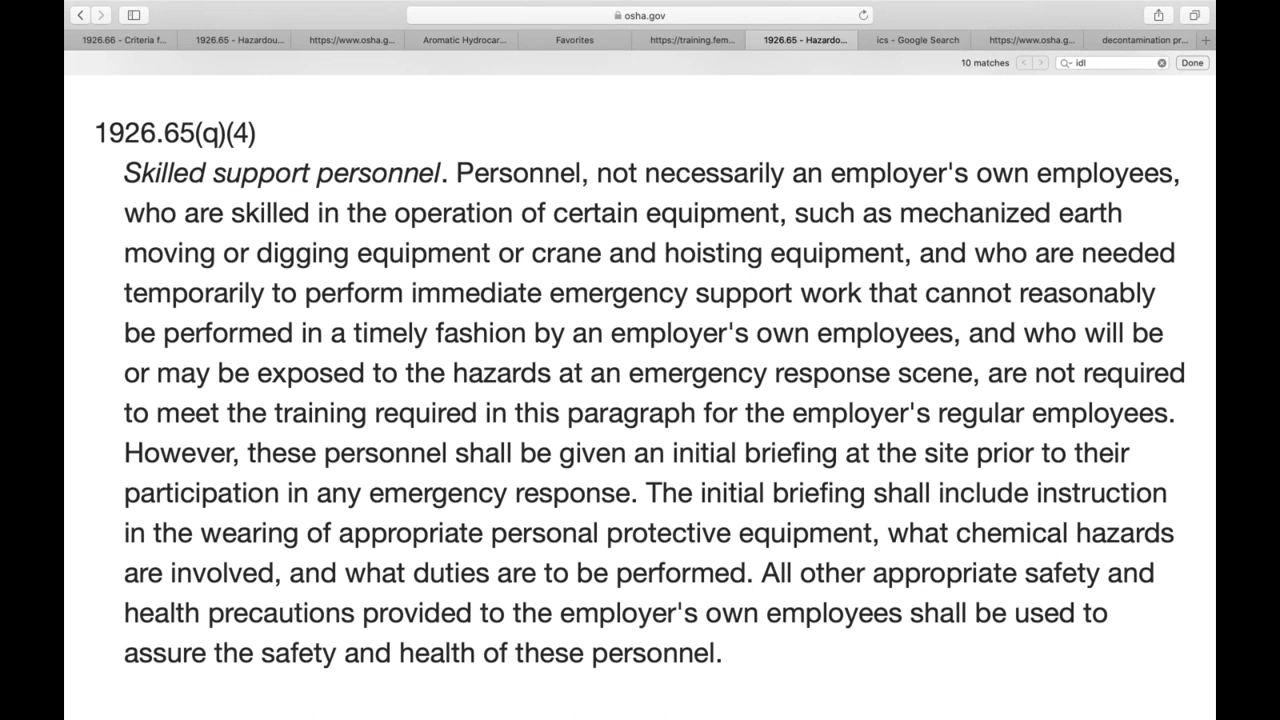 osha.gov
1926.66 - Criteria f...
1926.65 - Hazardou...
https://www.osha.g...
Aromatic Hydrocar...
Favorites
https://training.fem...
1926.65 - Hazardo...
ics - Google Search
https://www.osha.g...
decontamination pr...
10 matches
idl
Done
1926.65(q)(4)
Skilled support personnel. Personnel, not necessarily an employer's own employees,
who are skilled in the operation of certain equipment, such as mechanized earth
moving or digging equipment or crane and hoisting equipment, and who are needed
temporarily to perform immediate emergency support work that cannot reasonably
be performed in a timely fashion by an employer's own employees, and who will be
or may be exposed to the hazards at an emergency response scene, are not required
to meet the training required in this paragraph for the employer's regular employees.
However, these personnel shall be given an initial briefing at the site prior to their
participation in any emergency response. The initial briefing shall include instruction
in the wearing of appropriate personal protective equipment, what chemical hazards
are involved, and what duties are to be performed. All other appropriate safety and
health precautions provided to the employer's own employees shall be used to
assure the safety and health of these personnel.